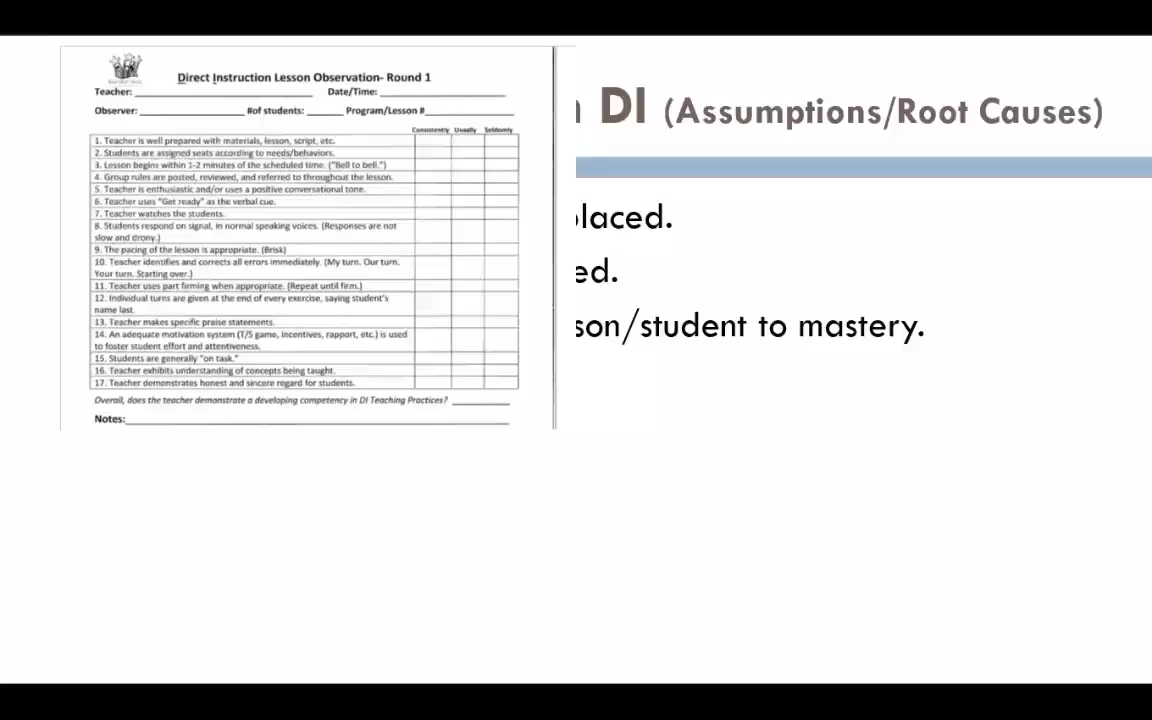 Direct Instruction Lesson Observation- Round 1
Teacher: Date/Time:
Observer: #of students: Program/Lesson #
Consistently Usually Seldomly
1. Teacher is well prepared with materials, lesson, script, etc.
2. Students are assigned seats according to needs/behaviors.
3. Lesson begins within 1-2 minutes of the scheduled time. ("Bell to bell.")
4. Group rules are posted, reviewed, and referred to throughout the lesson.
5. Teacher is enthusiastic and/or uses a positive conversational tone.
6. Teacher uses "Get ready" as the verbal cue.
7. Teacher watches the students.
8. Students respond on signal, in normal speaking voices. (Responses are not
slow and drony.)
9. The pacing of the lesson is appropriate. (Brisk)
10. Teacher identifies and corrects all errors immediately. (My turn. Our turn.
Your turn. Starting over.)
11. Teacher uses part firming when appropriate. (Repeat until firm.)
12. Individual turns are given at the end of every exercise, saying student's
name last.
13. Teacher makes specific praise statements.
14. An adequate motivation system (T/S game, incentives, rapport, etc.) is used
to foster student effort and attentiveness.
15. Students are generally "on task."
16. Teacher exhibits understanding of concepts being taught.
17. Teacher demonstrates honest and sincere regard for students.
Overall, does the teacher demonstrate a developing competency in DI Teaching Practices?
Notes:
DI (Assumptions/Root Causes)
laced.
ed.
son/student to mastery.